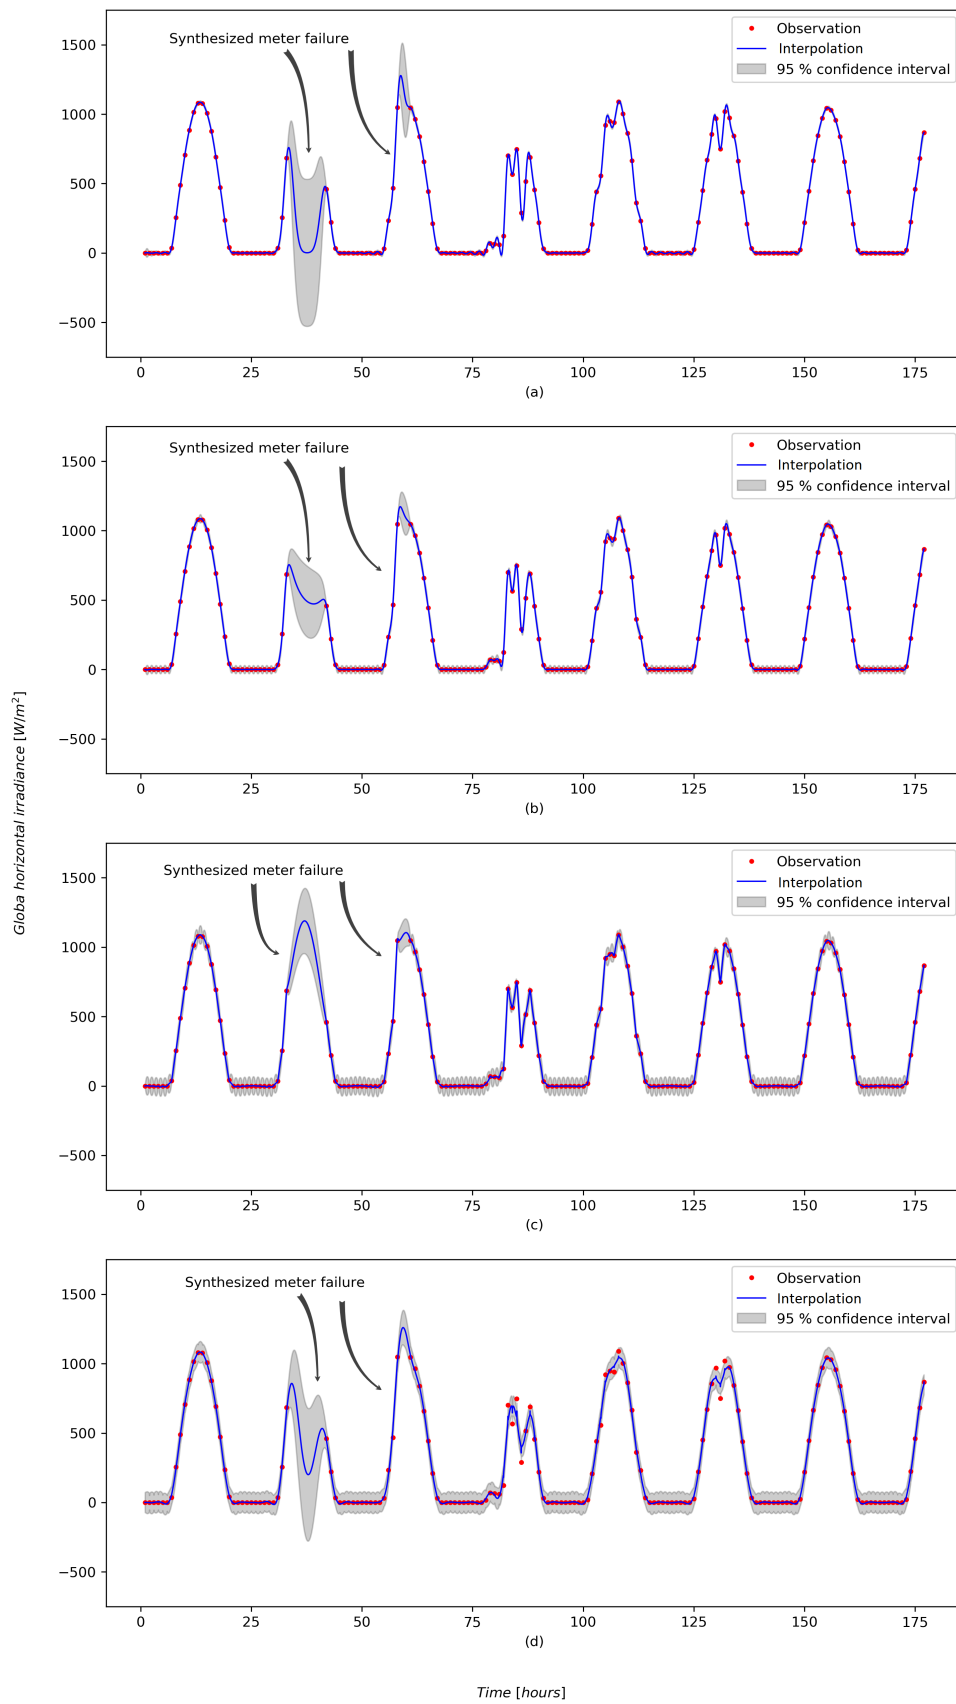 Synthesized meter failure
Observation
Interpolation
95 % confidence interval
1500
1000
500
0
−500
0 25 50 75 100 125 150 175
(a)
Synthesized meter failure
Observation
Interpolation
95 % confidence interval
1500
1000
500
0
−500
0 25 50 75 100 125 150 175
(b)
Globa horizontal irradiance [W/m²]
Synthesized meter failure
Observation
Interpolation
95 % confidence interval
1500
1000
500
0
−500
0 25 50 75 100 125 150 175
(c)
Synthesized meter failure
Observation
Interpolation
95 % confidence interval
1500
1000
500
0
−500
0 25 50 75 100 125 150 175
(d)
Time [hours]